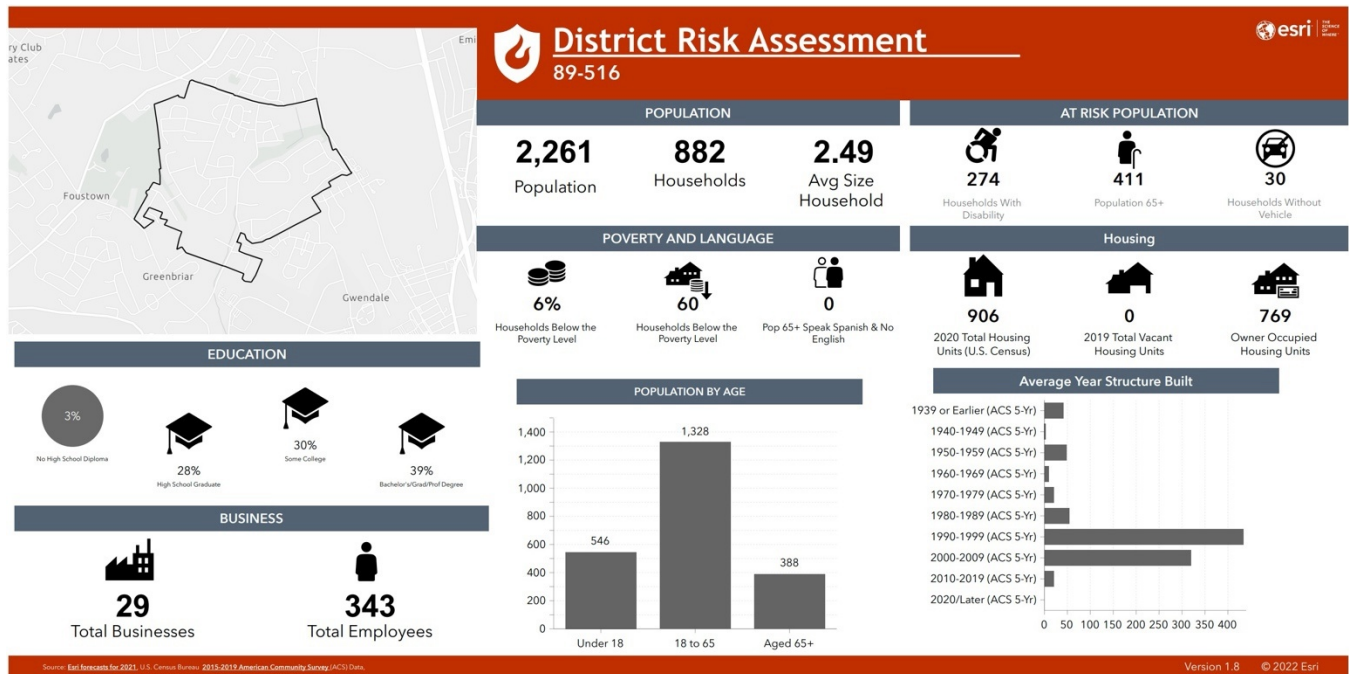 ry Club
ates
Emi
Foustown
Greenbriar
Gwendale
District Risk Assessment
89-516
esri
THE
SCIENCE
OF
WHERE
POPULATION
2,261
Population
882
Households
2.49
Avg Size
Household
AT RISK POPULATION
274
Households With
Disability
411
Population 65+
30
Households Without
Vehicle
POVERTY AND LANGUAGE
6%
Households Below the
Poverty Level
60
Households Below the
Poverty Level
0
Pop 65+ Speak Spanish & No
English
Housing
906
2020 Total Housing
Units (U.S. Census)
0
2019 Total Vacant
Housing Units
769
Owner Occupied
Housing Units
EDUCATION
3%
No High School Diploma
28%
High School Graduate
30%
Some College
39%
Bachelor's/Grad/Prof Degree
BUSINESS
29
Total Businesses
343
Total Employees
POPULATION BY AGE
1,400
1,200
1,000
800
600
400
200
0
546
1,328
388
Under 18
18 to 65
Aged 65+
Average Year Structure Built
1939 or Earlier (ACS 5-Yr)
1940-1949 (ACS 5-Yr)
1950-1959 (ACS 5-Yr)
1960-1969 (ACS 5-Yr)
1970-1979 (ACS 5-Yr)
1980-1989 (ACS 5-Yr)
1990-1999 (ACS 5-Yr)
2000-2009 (ACS 5-Yr)
2010-2019 (ACS 5-Yr)
2020/Later (ACS 5-Yr)
0 50 100 150 200 250 300 350 400
Source: Esri forecasts for 2021, U.S. Census Bureau 2015-2019 American Community Survey (ACS) Data,
Version 1.8 © 2022 Esri